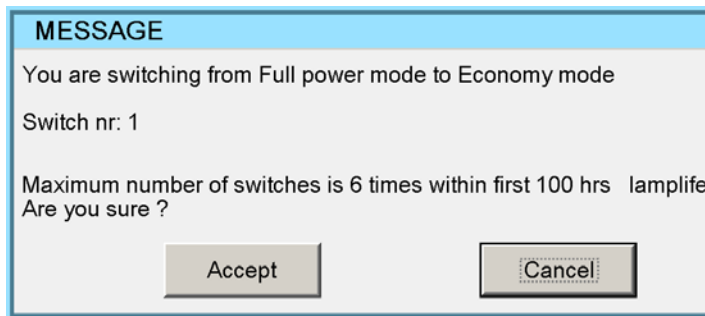 MESSAGE
You are switching from Full power mode to Economy mode
Switch nr: 1
Maximum number of switches is 6 times within first 100 hrs lamplife
Are you sure ?
Accept
Cancel